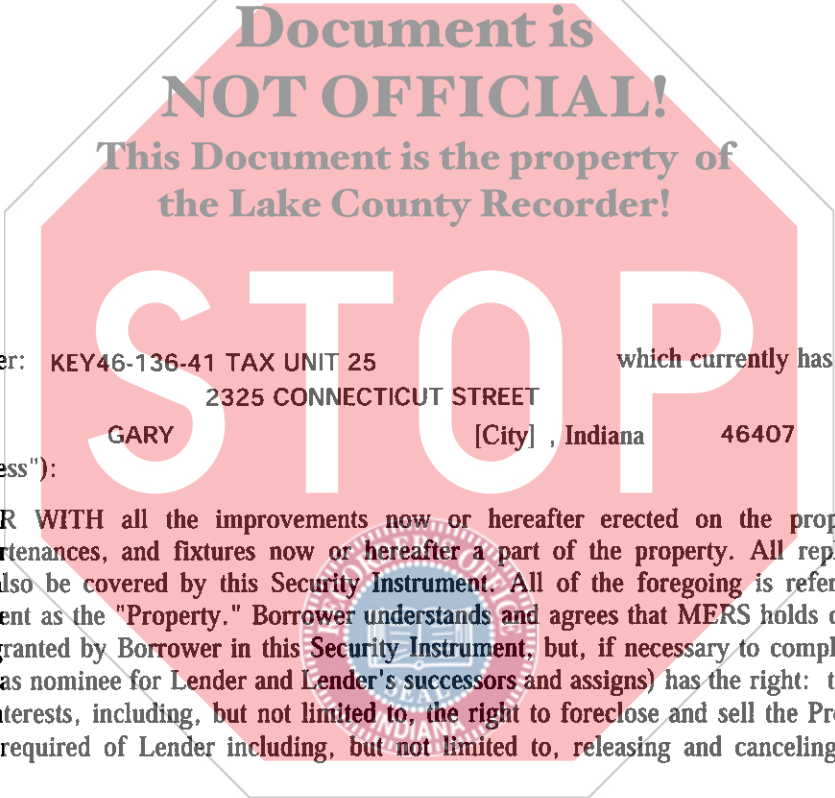 Document is
NOT OFFICIAL!
This Document is the property of
the Lake County Recorder!
STOP
er: KEY46-136-41 TAX UNIT 25 which currently has
2325 CONNECTICUT STREET
GARY [City] , Indiana 46407
ess"):
R WITH all the improvements now or hereafter erected on the prop
rtenances, and fixtures now or hereafter a part of the property. All repl
lso be covered by this Security Instrument. All of the foregoing is refer
ent as the "Property." Borrower understands and agrees that MERS holds o
granted by Borrower in this Security Instrument, but, if necessary to compl
as nominee for Lender and Lender's successors and assigns) has the right: t
nterests, including, but not limited to, the right to foreclose and sell the Pr
required of Lender including, but not limited to, releasing and canceling
RECORDER OFFICE
SEAL
INDIANA